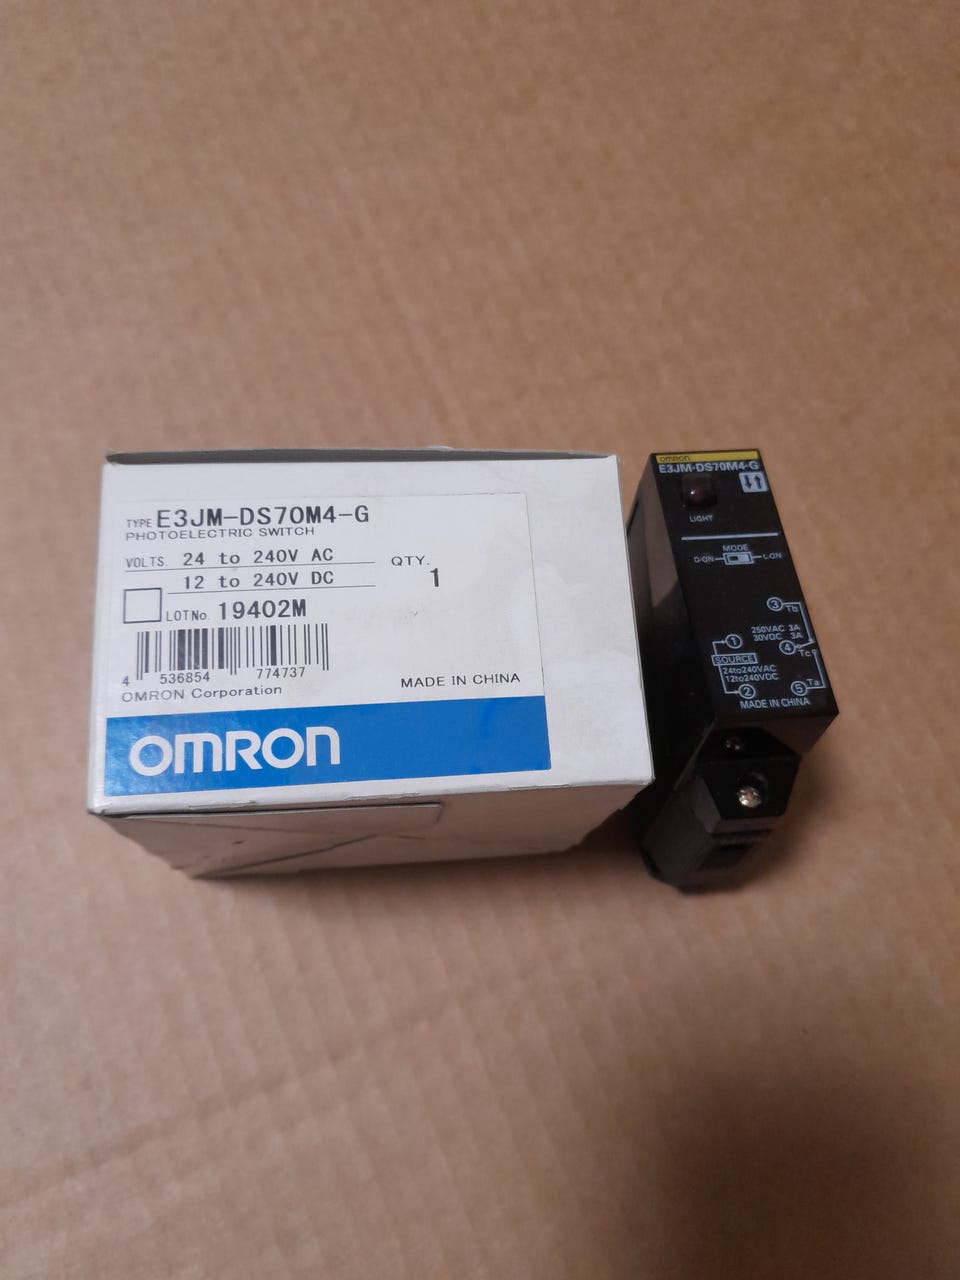 TYPE E3JM-DS70M4-G
PHOTOELECTRIC SWITCH
VOLTS. 24 to 240V AC
12 to 240V DC
QTY. 1
LOT No. 19402M
4 536854 774737
OMRON Corporation
MADE IN CHINA
OMRON
OMRON
E3JM-DS70M4-G
LIGHT
MODE
D-ON L-ON
3 Tb
250VAC 3A
30VDC 3A
1
4 Tc
SOURCE
24to240VAC
12to240VDC
2
5 Ta
MADE IN CHINA